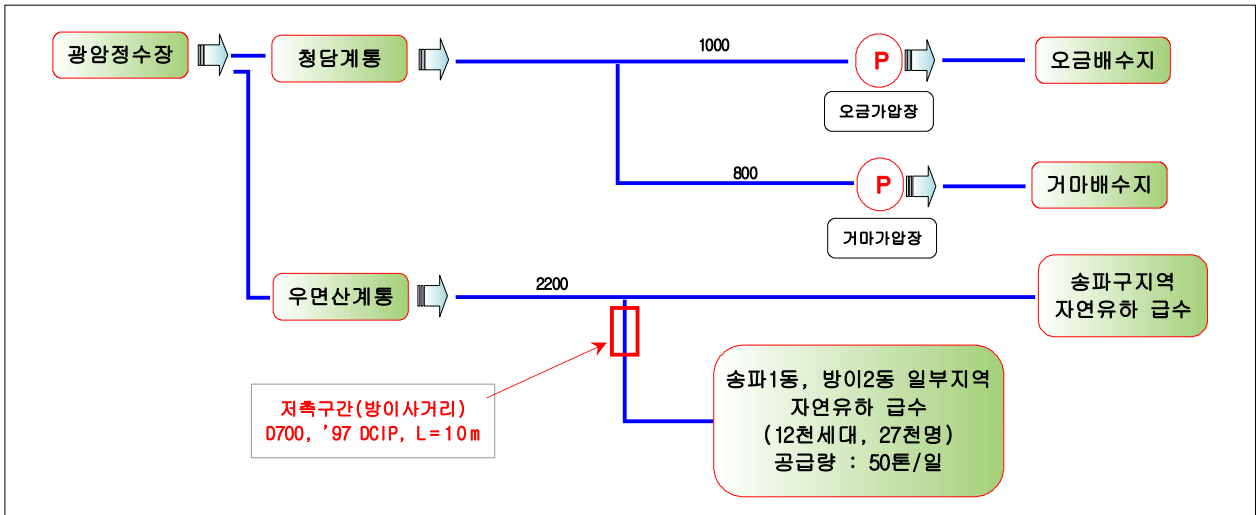 광암정수장
청담계통
1000
P
오금가압장
오금배수지
800
P
거마가압장
거마배수지
우면산계통
2200
송파구지역
자연유하 급수
저촉구간(방이사거리)
D700, '97 DCIP, L=10m
송파1동, 방이2동 일부지역
자연유하 급수
(12천세대, 27천명)
공급량 : 50톤/일